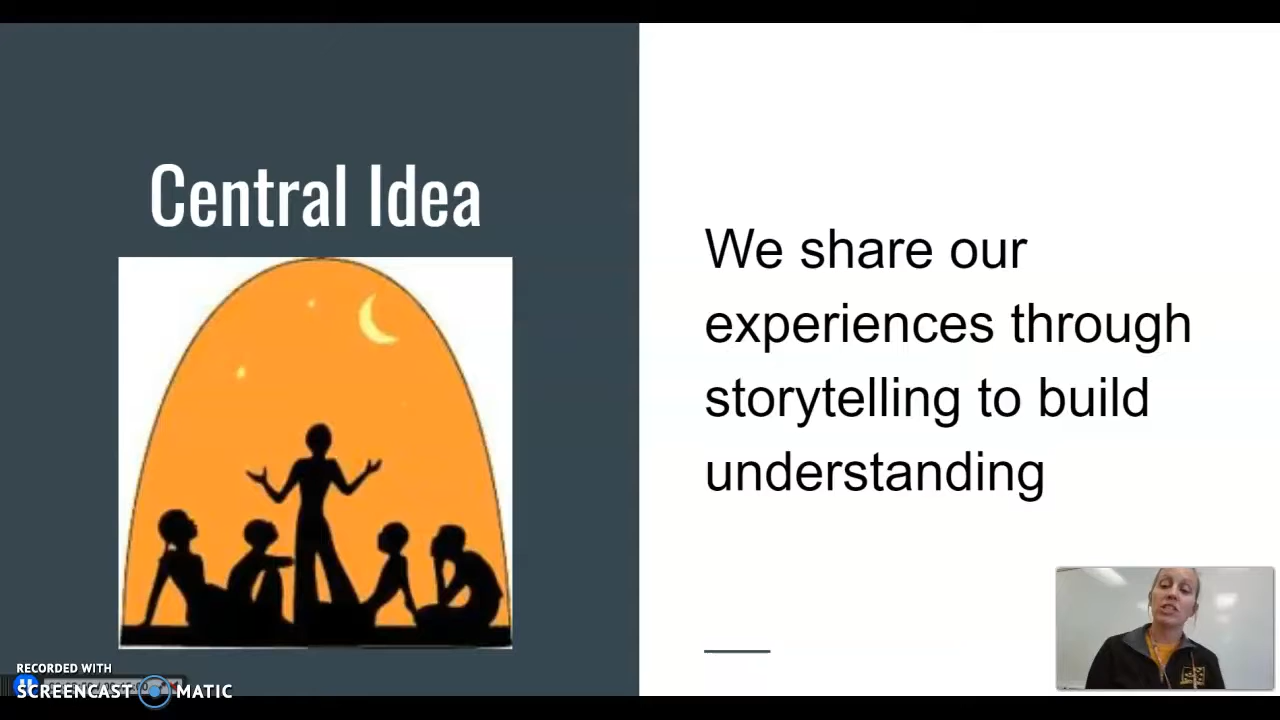 Central Idea
We share our
experiences through
storytelling to build
understanding
RECORDED WITH
SCREENCAST MATIC